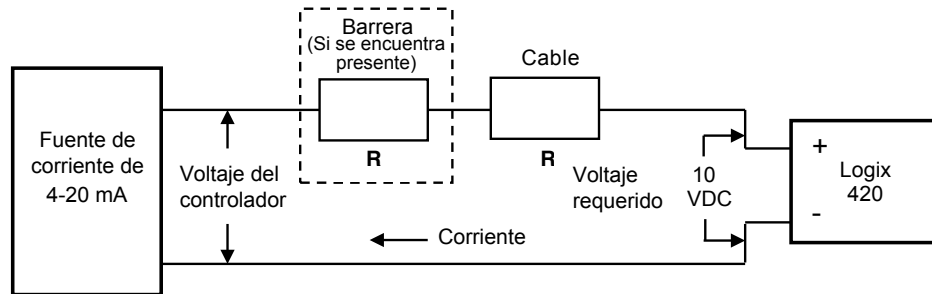 Barrera
(Si se encuentra
presente)
Cable
Fuente de
corriente de
4-20 mA
R
R
Voltaje del
controlador
Voltaje
requerido
10
VDC
+
-
Logix
420
Corriente